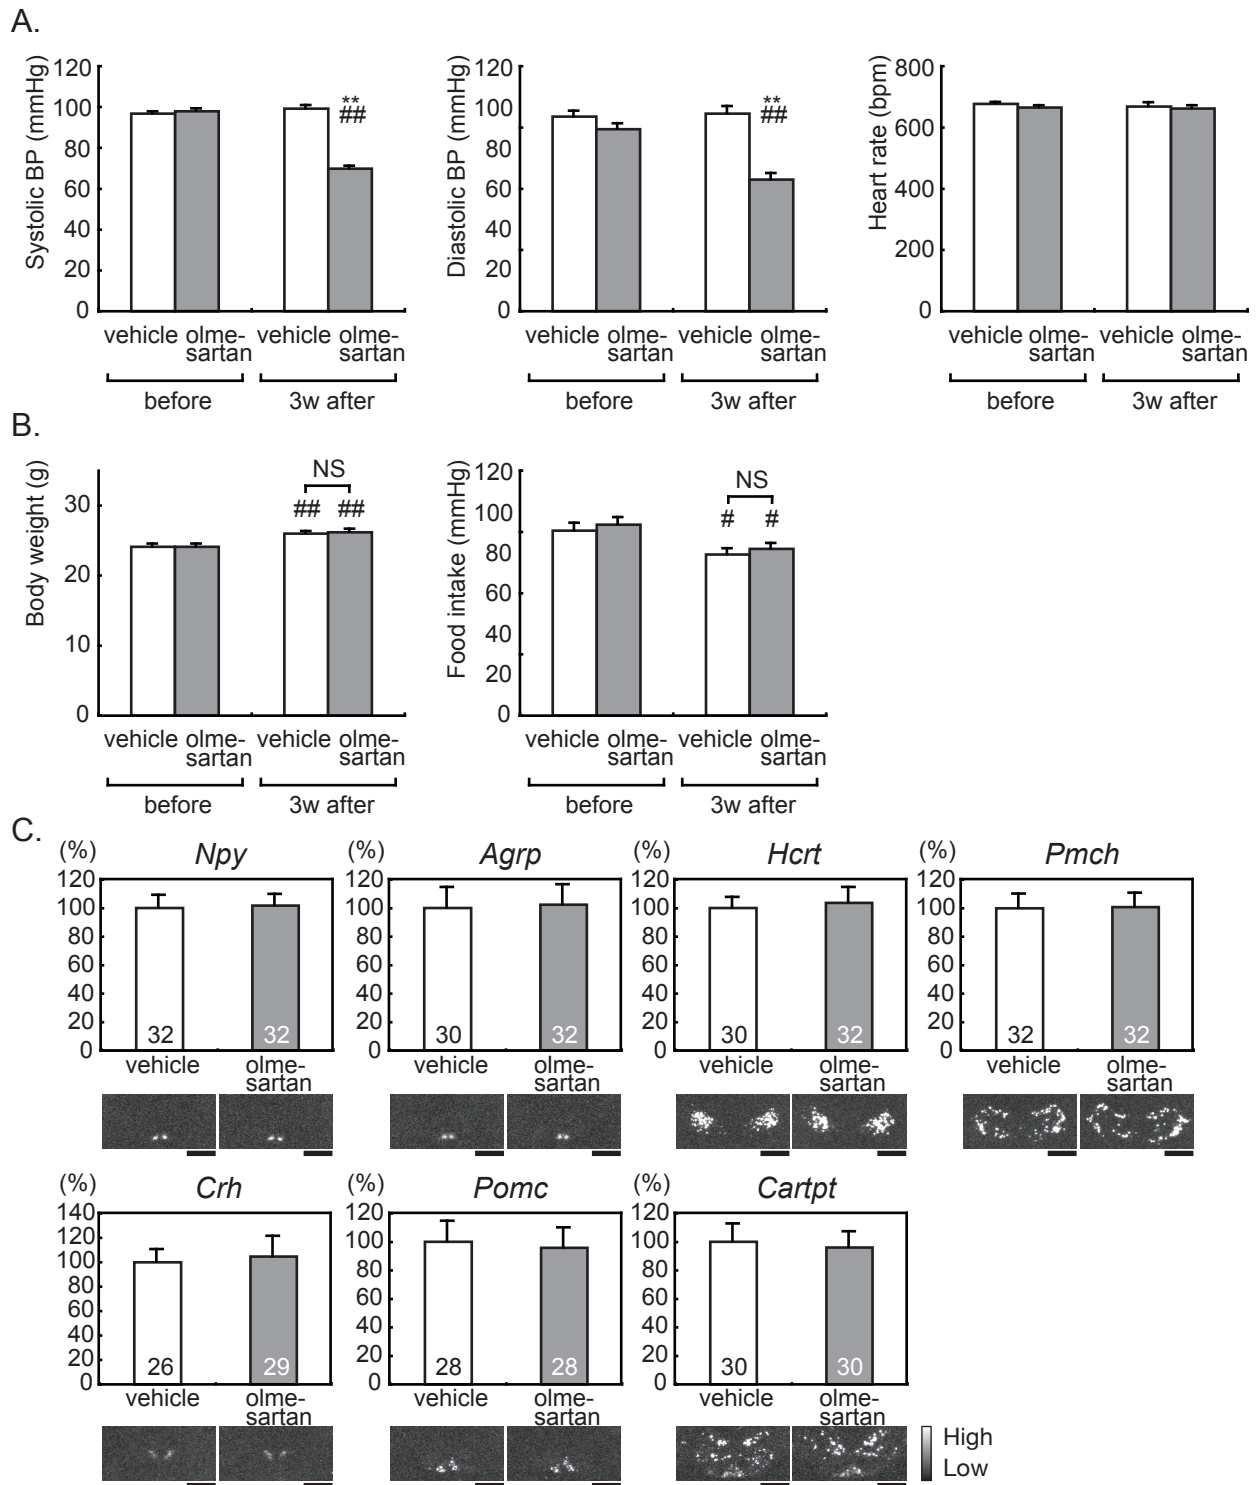 A.
Systolic BP (mmHg)
120
100
80
60
40
20
0
**
##
vehicle olme-
sartan
vehicle olme-
sartan
before
3w after
Diastolic BP (mmHg)
120
100
80
60
40
20
0
**
##
vehicle olme-
sartan
vehicle olme-
sartan
before
3w after
Heart rate (bpm)
800
600
400
200
0
vehicle olme-
sartan
vehicle olme-
sartan
before
3w after
B.
Body weight (g)
30
20
10
0
NS
## ##
vehicle olme-
sartan
vehicle olme-
sartan
before
3w after
Food intake (mmHg)
120
100
80
60
40
20
0
NS
# #
vehicle olme-
sartan
vehicle olme-
sartan
before
3w after
C.
(%)
Npy
120
100
80
60
40
20
0
32
32
vehicle
olme-
sartan
(%)
Agrp
120
100
80
60
40
20
0
30
32
vehicle
olme-
sartan
(%)
Hcrt
120
100
80
60
40
20
0
30
32
vehicle
olme-
sartan
(%)
Pmch
120
100
80
60
40
20
0
32
32
vehicle
olme-
sartan
(%)
Crh
140
120
100
80
60
40
20
0
26
29
vehicle
olme-
sartan
(%)
Pomc
120
100
80
60
40
20
0
28
28
vehicle
olme-
sartan
(%)
Cartpt
120
100
80
60
40
20
0
30
30
vehicle
olme-
sartan
High
Low